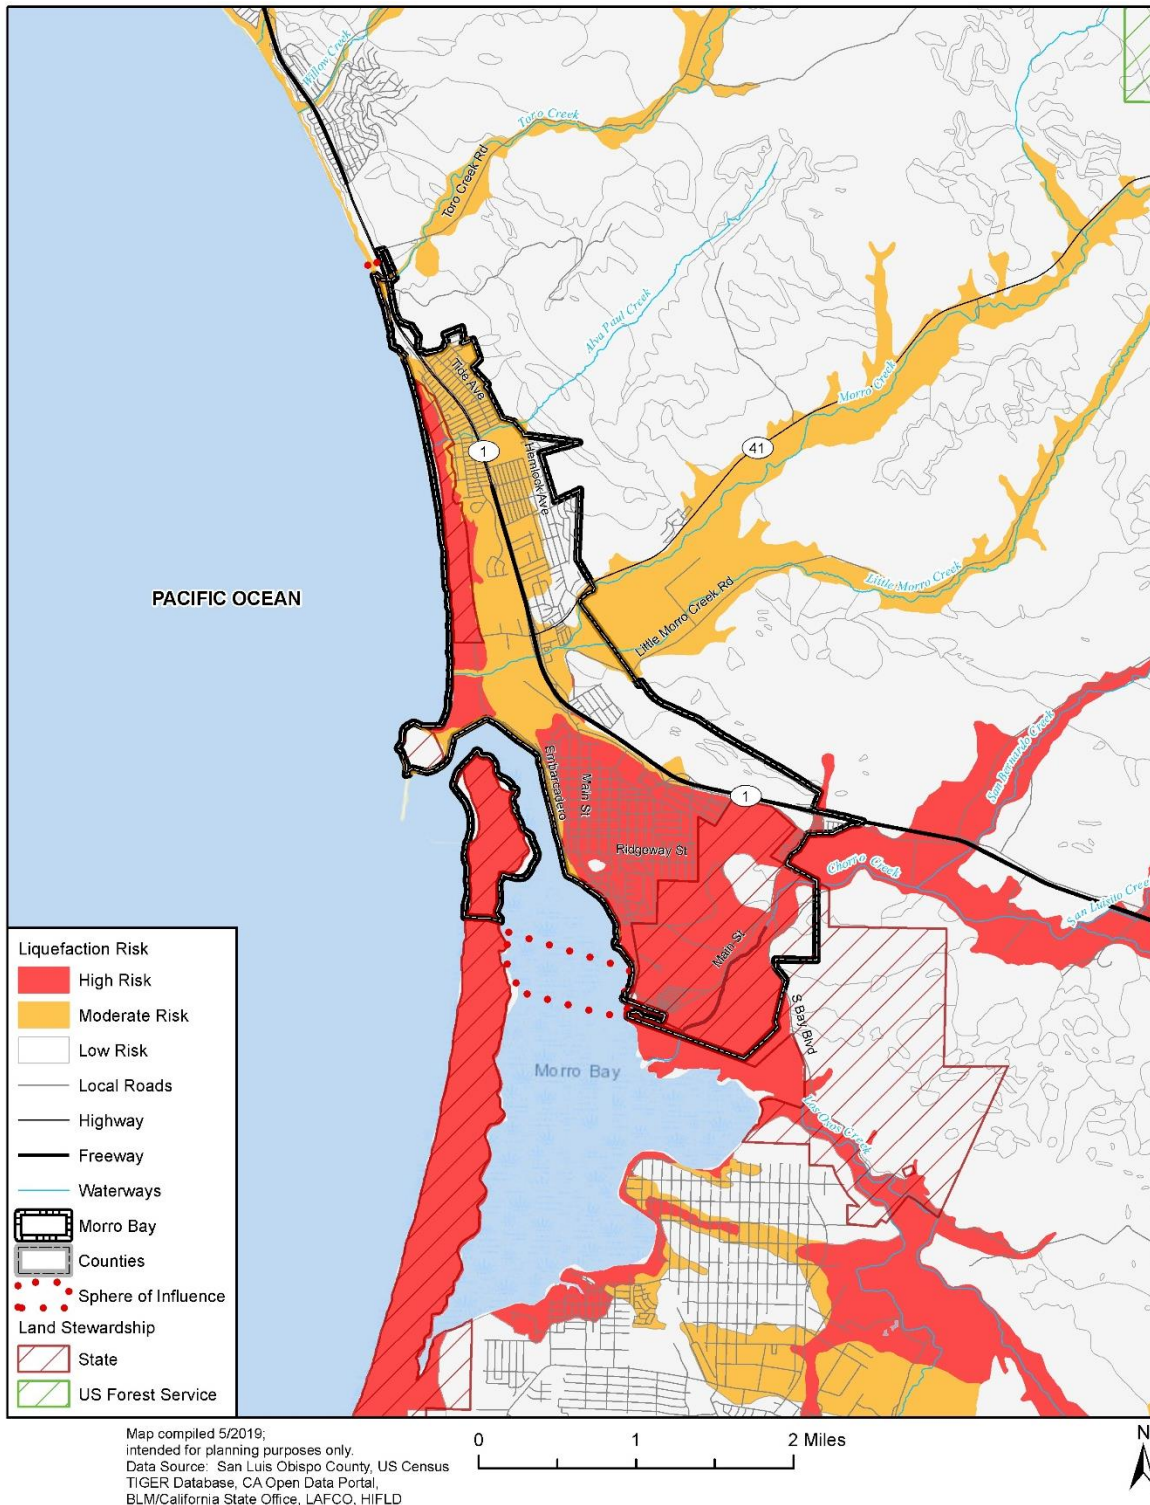 Willow Creek
Toro Creek
Toro Creek Rd
Alva Paul Creek
Tide Ave
Morro Creek
1
41
Hemlock Ave
Little Morro Creek
PACIFIC OCEAN
Little Morro Creek Rd
San Bernardo Creek
Embarcadero
Main St
1
Ridgeway St
Chorro Creek
San Luisito Cree
Main St
S Bay Blvd
Morro Bay
Los Osos Creek
Liquefaction Risk
High Risk
Moderate Risk
Low Risk
Local Roads
Highway
Freeway
Waterways
Morro Bay
Counties
Sphere of Influence
Land Stewardship
State
US Forest Service
Map compiled 5/2019;
intended for planning purposes only.
Data Source: San Luis Obispo County, US Census
TIGER Database, CA Open Data Portal,
BLM/California State Office, LAFCO, HIFLD
0 1 2 Miles
N